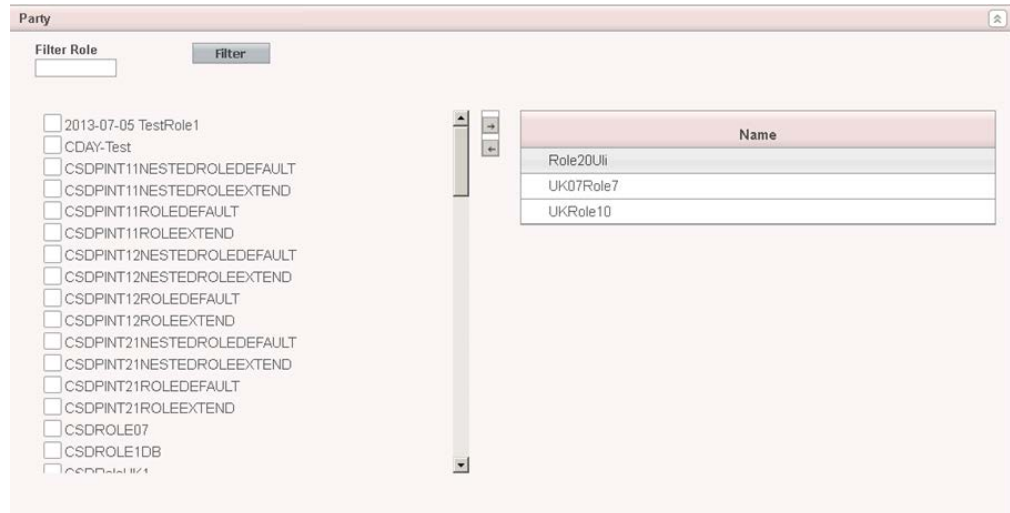 Party
Filter Role
Filter
2013-07-05 TestRole1
CDAY-Test
CSDPINT11NESTEDROLEDEFAULT
CSDPINT11NESTEDROLEEXTEND
CSDPINT11ROLEDEFAULT
CSDPINT11ROLEEXTEND
CSDPINT12NESTEDROLEDEFAULT
CSDPINT12NESTEDROLEEXTEND
CSDPINT12ROLEDEFAULT
CSDPINT12ROLEEXTEND
CSDPINT21NESTEDROLEDEFAULT
CSDPINT21NESTEDROLEEXTEND
CSDPINT21ROLEDEFAULT
CSDPINT21ROLEEXTEND
CSDROLE07
CSDROLE1DB
Name
Role20Uli
UK07Role7
UKRole10